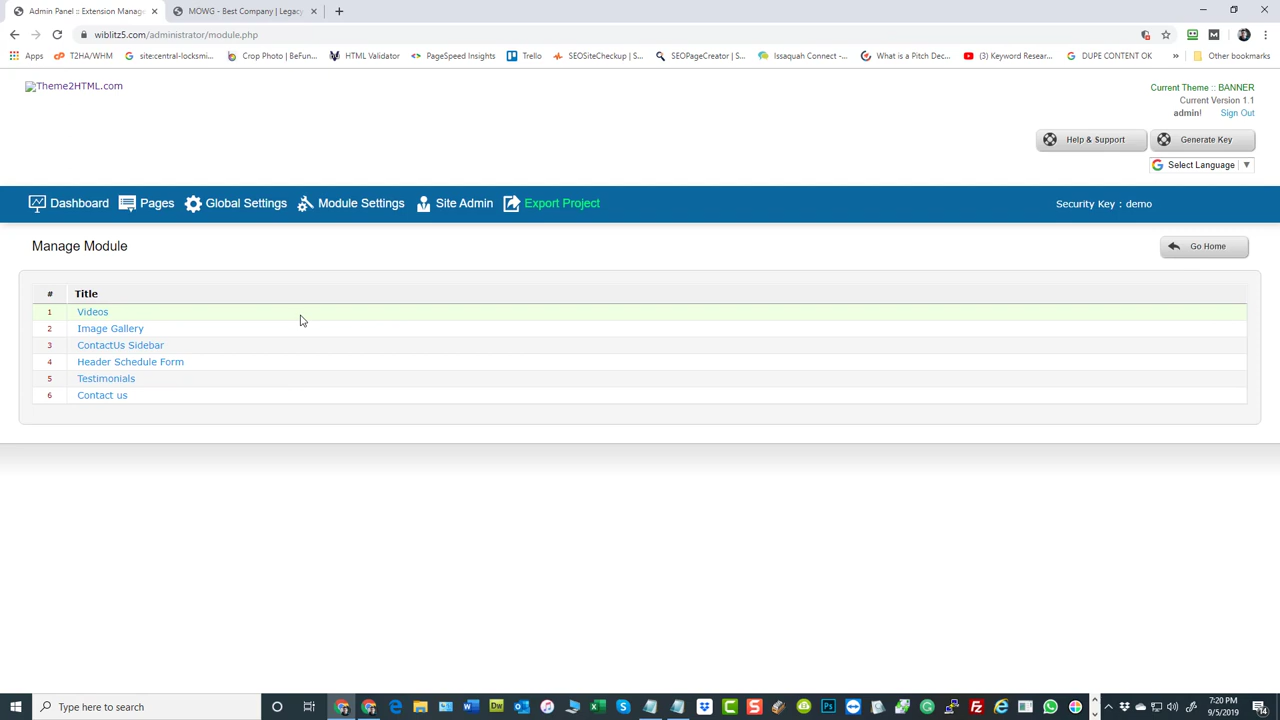 Admin Panel :: Extension Manage
MOWG - Best Company | Legacy
wiblitz5.com/administrator/module.php
Apps
T2HA/WHM
site:central-locksmi...
Crop Photo | BeFun...
HTML Validator
PageSpeed Insights
Trello
SEOSiteCheckup | S...
SEOPageCreator | S...
Issaquah Connect -...
What is a Pitch Dec...
(3) Keyword Resear...
DUPE CONTENT OK
»
Other bookmarks
Theme2HTML.com
Current Theme :: BANNER
Current Version 1.1
admin! Sign Out
Help & Support
Generate Key
Select Language ▼
Dashboard
Pages
Global Settings
Module Settings
Site Admin
Export Project
Security Key : demo
Manage Module
Go Home
# Title
1 Videos
2 Image Gallery
3 ContactUs Sidebar
4 Header Schedule Form
5 Testimonials
6 Contact us
Type here to search
7:20 PM
9/5/2019